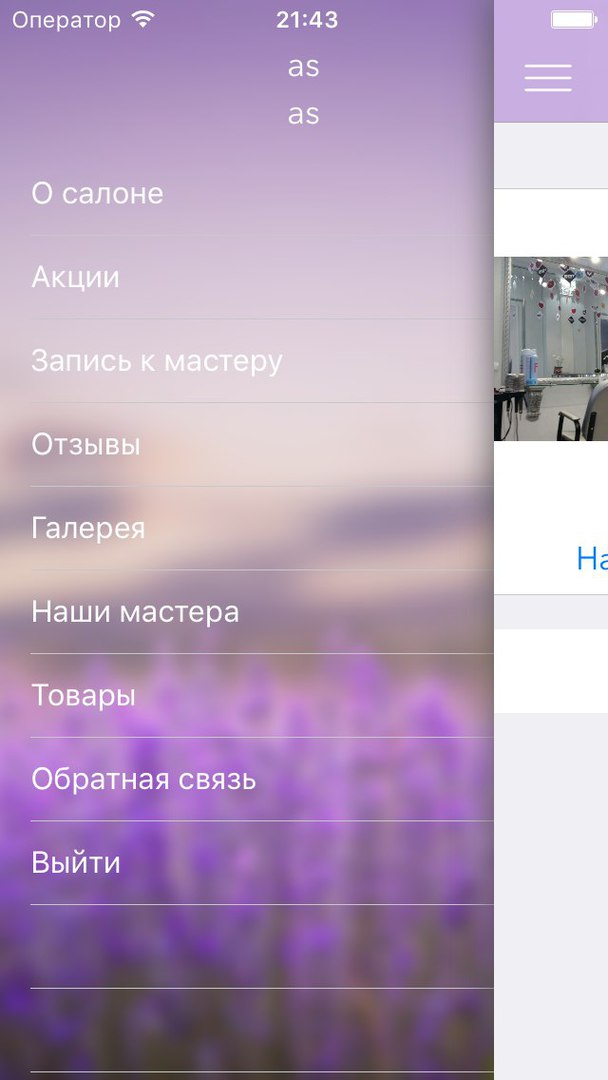 Оператор 21:43
as
as
О салоне
Акции
Запись к мастеру
Отзывы
Галерея
На
Наши мастера
Товары
Обратная связь
Выйти